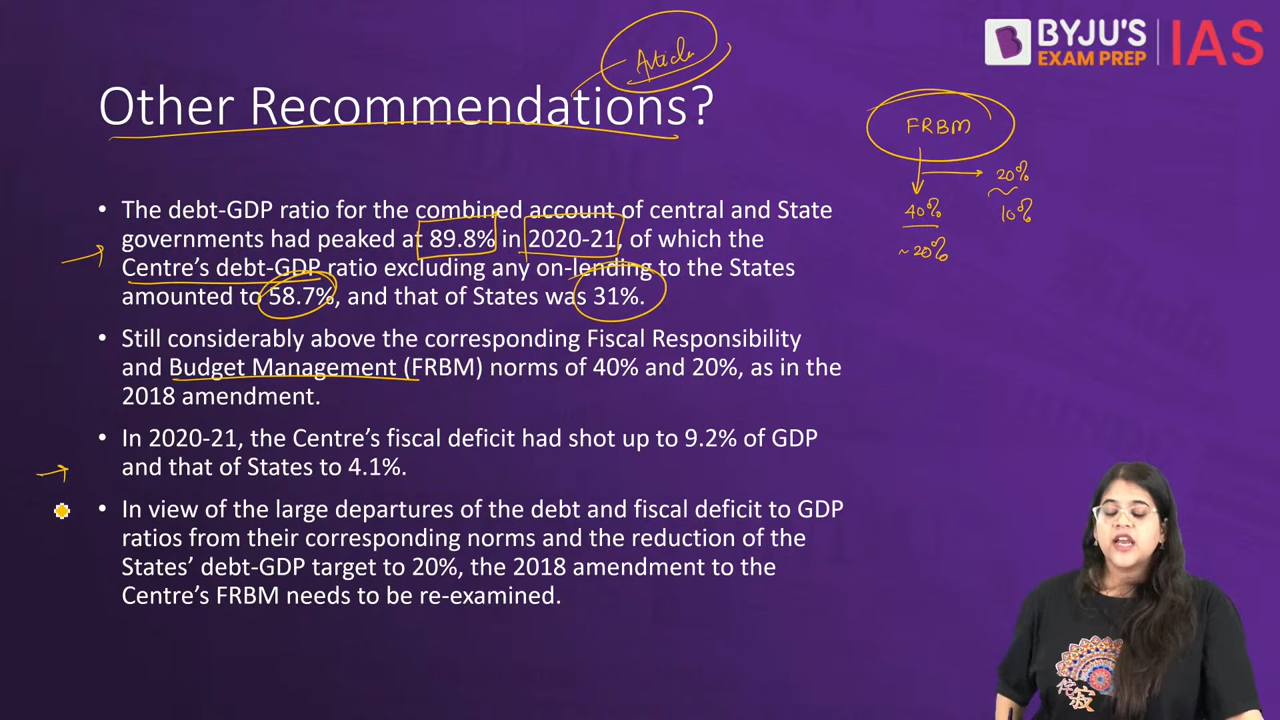 Article
BYJU'S
EXAM PREP
IAS
Other Recommendations?
FRBM
20%
40%
10%
~20%
• The debt-GDP ratio for the combined account of central and State
governments had peaked at 89.8% in 2020-21, of which the
Centre's debt-GDP ratio excluding any on-lending to the States
amounted to 58.7%, and that of States was 31%.
• Still considerably above the corresponding Fiscal Responsibility
and Budget Management (FRBM) norms of 40% and 20%, as in the
2018 amendment.
• In 2020-21, the Centre's fiscal deficit had shot up to 9.2% of GDP
and that of States to 4.1%.
• In view of the large departures of the debt and fiscal deficit to GDP
ratios from their corresponding norms and the reduction of the
States' debt-GDP target to 20%, the 2018 amendment to the
Centre's FRBM needs to be re-examined.